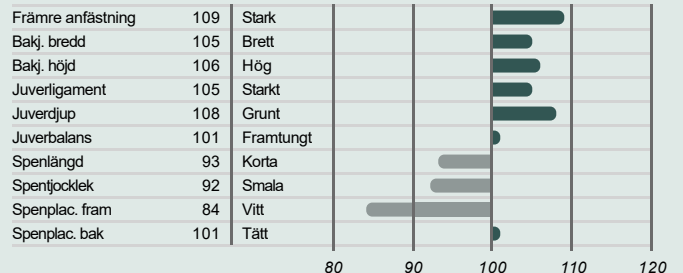 Främre anfästning 109 Stark
Bakj. bredd 105 Brett
Bakj. höjd 106 Hög
Juverligament 105 Starkt
Juverdjup 108 Grunt
Juverbalans 101 Framtungt
Spenlängd 93 Korta
Spentjocklek 92 Smala
Spenplac. fram 84 Vitt
Spenplac. bak 101 Tätt
80 90 100 110 120